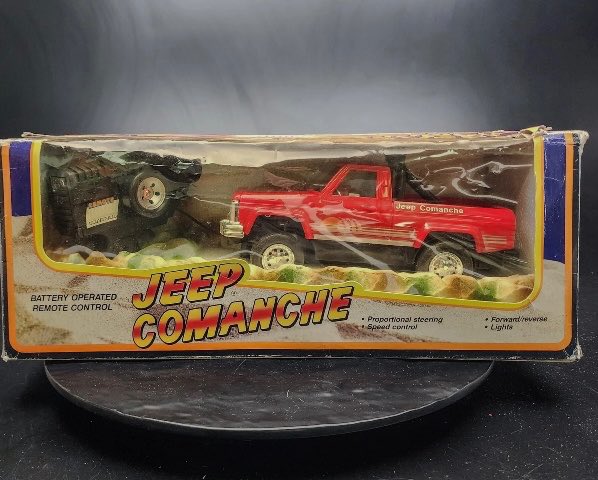 Jeep Comanche
BATTERY OPERATED
REMOTE CONTROL
JEEP
COMANCHE
• Proportional steering
• Speed control
• Forward/reverse
• Lights